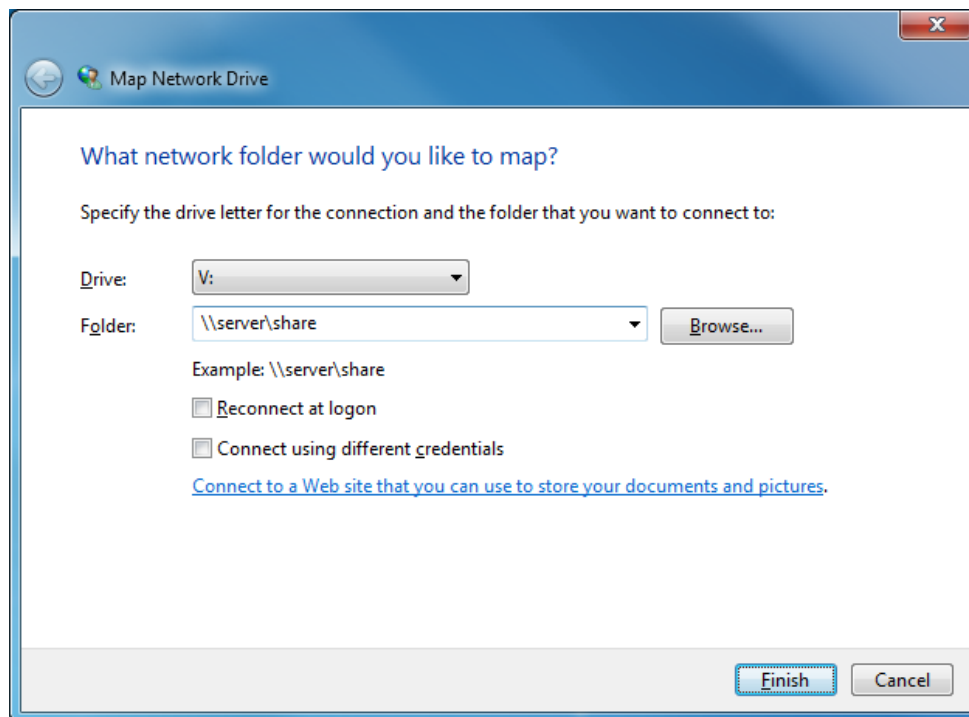 Map Network Drive
What network folder would you like to map?
Specify the drive letter for the connection and the folder that you want to connect to:
Drive: V:
Folder: \\server\share Browse...
Example: \\server\share
Reconnect at logon
Connect using different credentials
Connect to a Web site that you can use to store your documents and pictures.
Finish Cancel